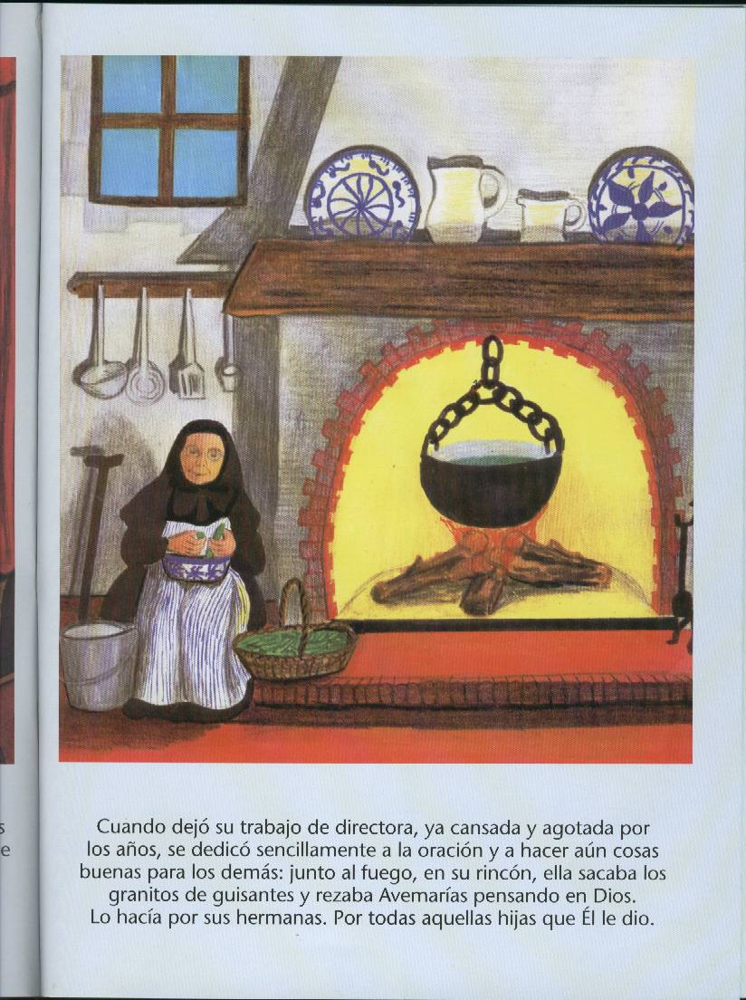 s
e
Cuando dejó su trabajo de directora, ya cansada y agotada por
los años, se dedicó sencillamente a la oración y a hacer aún cosas
buenas para los demás: junto al fuego, en su rincón, ella sacaba los
granitos de guisantes y rezaba Avemarías pensando en Dios.
Lo hacía por sus hermanas. Por todas aquellas hijas que Él le dio.